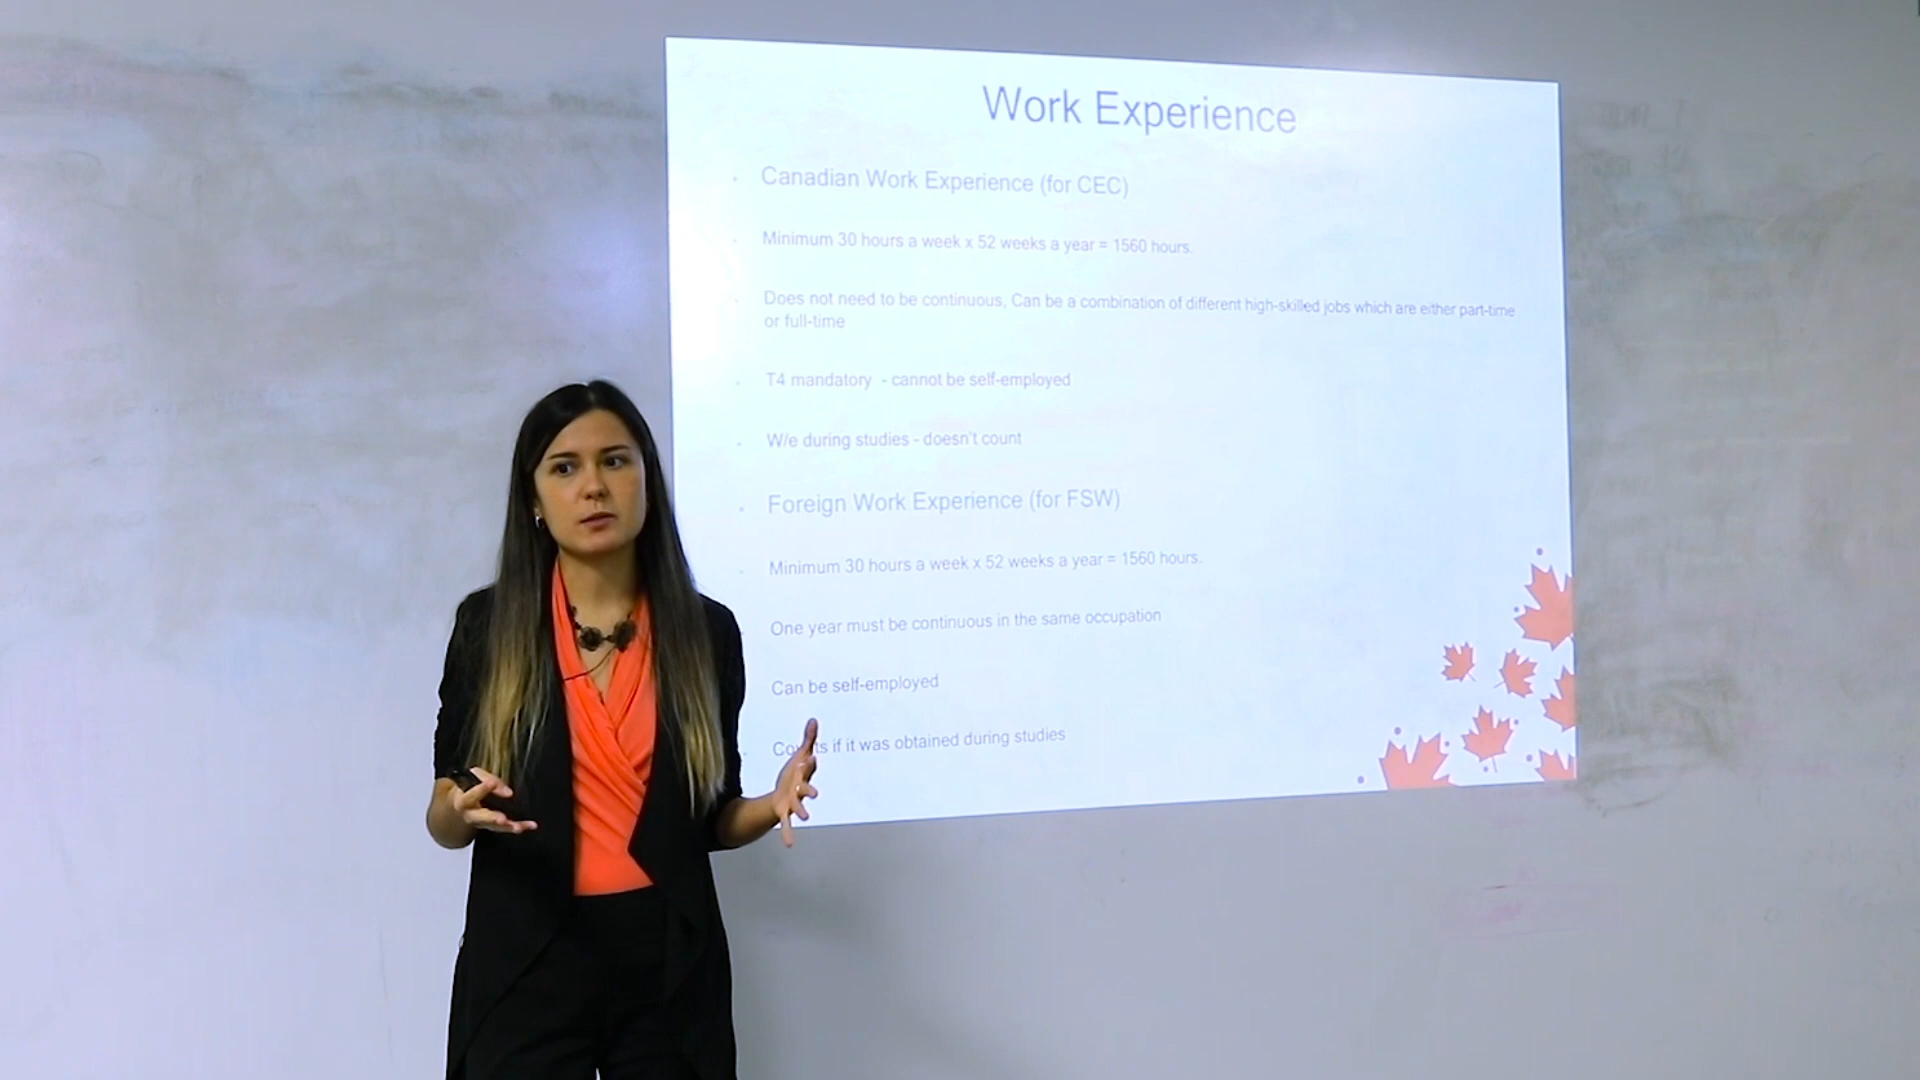 Work Experience
Canadian Work Experience (for CEC)
Minimum 30 hours a week x 52 weeks a year = 1560 hours.
Does not need to be continuous, Can be a combination of different high-skilled jobs which are either part-time
or full-time
T4 mandatory - cannot be self-employed
W/e during studies - doesn't count
Foreign Work Experience (for FSW)
Minimum 30 hours a week x 52 weeks a year = 1560 hours.
One year must be continuous in the same occupation
Can be self-employed
Counts if it was obtained during studies